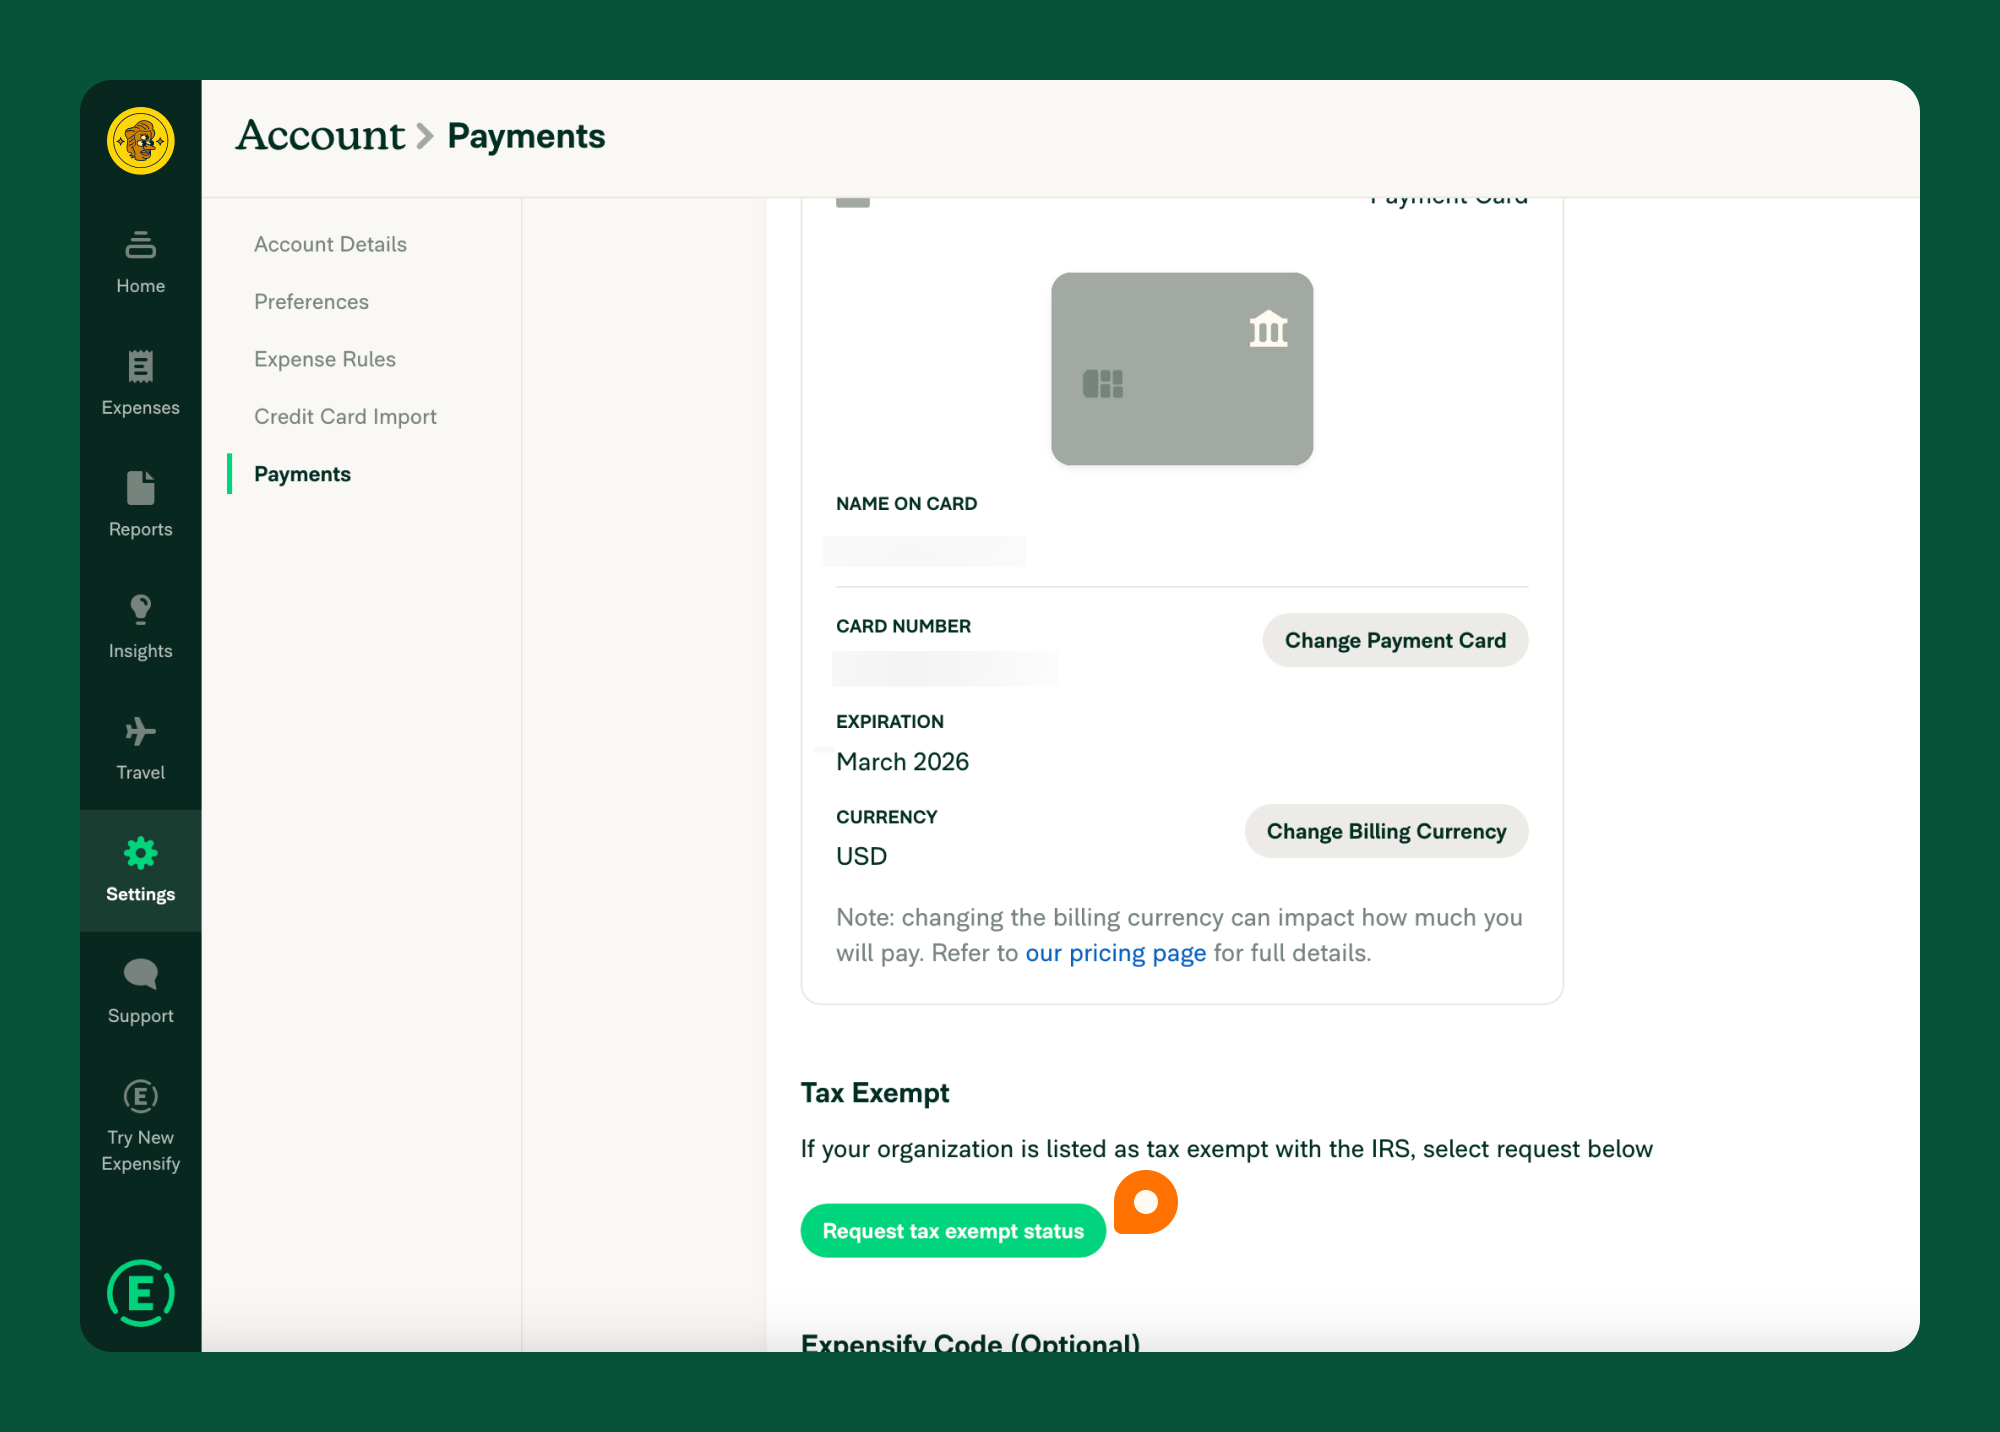 Account > Payments
Home
Expenses
Reports
Insights
Travel
Settings
Support
Try New
Expensify
E
Account Details
Preferences
Expense Rules
Credit Card Import
Payments
Payment Card
NAME ON CARD
CARD NUMBER
Change Payment Card
EXPIRATION
March 2026
CURRENCY
USD
Change Billing Currency
Note: changing the billing currency can impact how much you
will pay. Refer to our pricing page for full details.
Tax Exempt
If your organization is listed as tax exempt with the IRS, select request below
Request tax exempt status
Expensify Code (Optional)